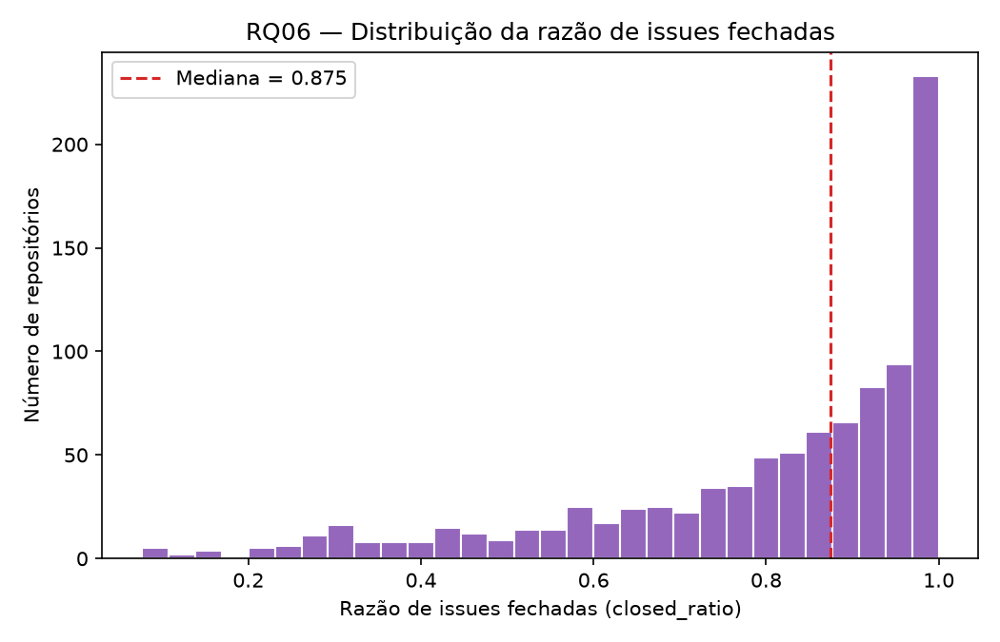 RQ06 — Distribuição da razão de issues fechadas
Mediana = 0.875
Número de repositórios
200
150
100
50
0
0.2 0.4 0.6 0.8 1.0
Razão de issues fechadas (closed_ratio)